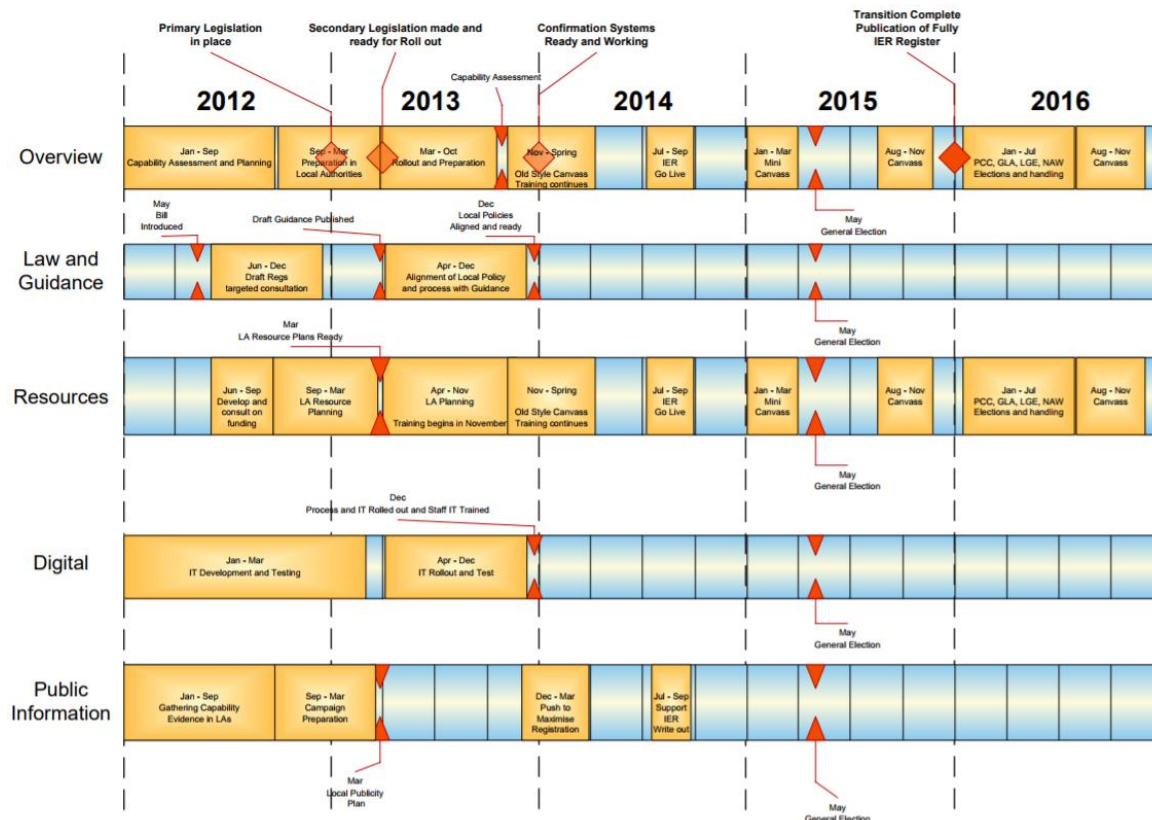 Primary Legislation
in place
Secondary Legislation made and
ready for Roll out
Confirmation Systems
Ready and Working
Transition Complete
Publication of Fully
IER Register
Capability Assessment
2012
2013
2014
2015
2016
Overview
Jan - Sep
Capability Assessment and Planning
Sep - Mar
Preparation in
Local Authorities
Mar - Oct
Rollout and Preparation
Nov - Spring
Old Style Canvass
Training continues
Jul - Sep
IER
Go Live
Jan - Mar
Mini
Canvass
Aug - Nov
Canvass
Jan - Jul
PCC, GLA, LGE, NAW
Elections and handling
Aug - Nov
Canvass
May
General Election
May
Bill
Introduced
Draft Guidance Published
Dec
Local Policies
Aligned and ready
Law and
Guidance
Jun - Dec
Draft Regs
targeted consultation
Apr - Dec
Alignment of Local Policy
and process with Guidance
May
General Election
Mar
LA Resource Plans Ready
Resources
Jun - Sep
Develop and
consult on
funding
Sep - Mar
LA Resource
Planning
Apr - Nov
LA Planning
Training begins in November
Nov - Spring
Old Style Canvass
Training continues
Jul - Sep
IER
Go Live
Jan - Mar
Mini
Canvass
Aug - Nov
Canvass
Jan - Jul
PCC, GLA, LGE, NAW
Elections and handling
Aug - Nov
Canvass
May
General Election
Dec
Process and IT Rolled out and Staff IT Trained
Digital
Jan - Mar
IT Development and Testing
Apr - Dec
IT Rollout and Test
May
General Election
Public
Information
Jan - Sep
Gathering Capability
Evidence in LAs
Sep - Mar
Campaign
Preparation
Dec - Mar
Push to
Maximise
Registration
Jul - Sep
Support
IER
Write out
Mar
Local Publicity
Plan
May
General Election